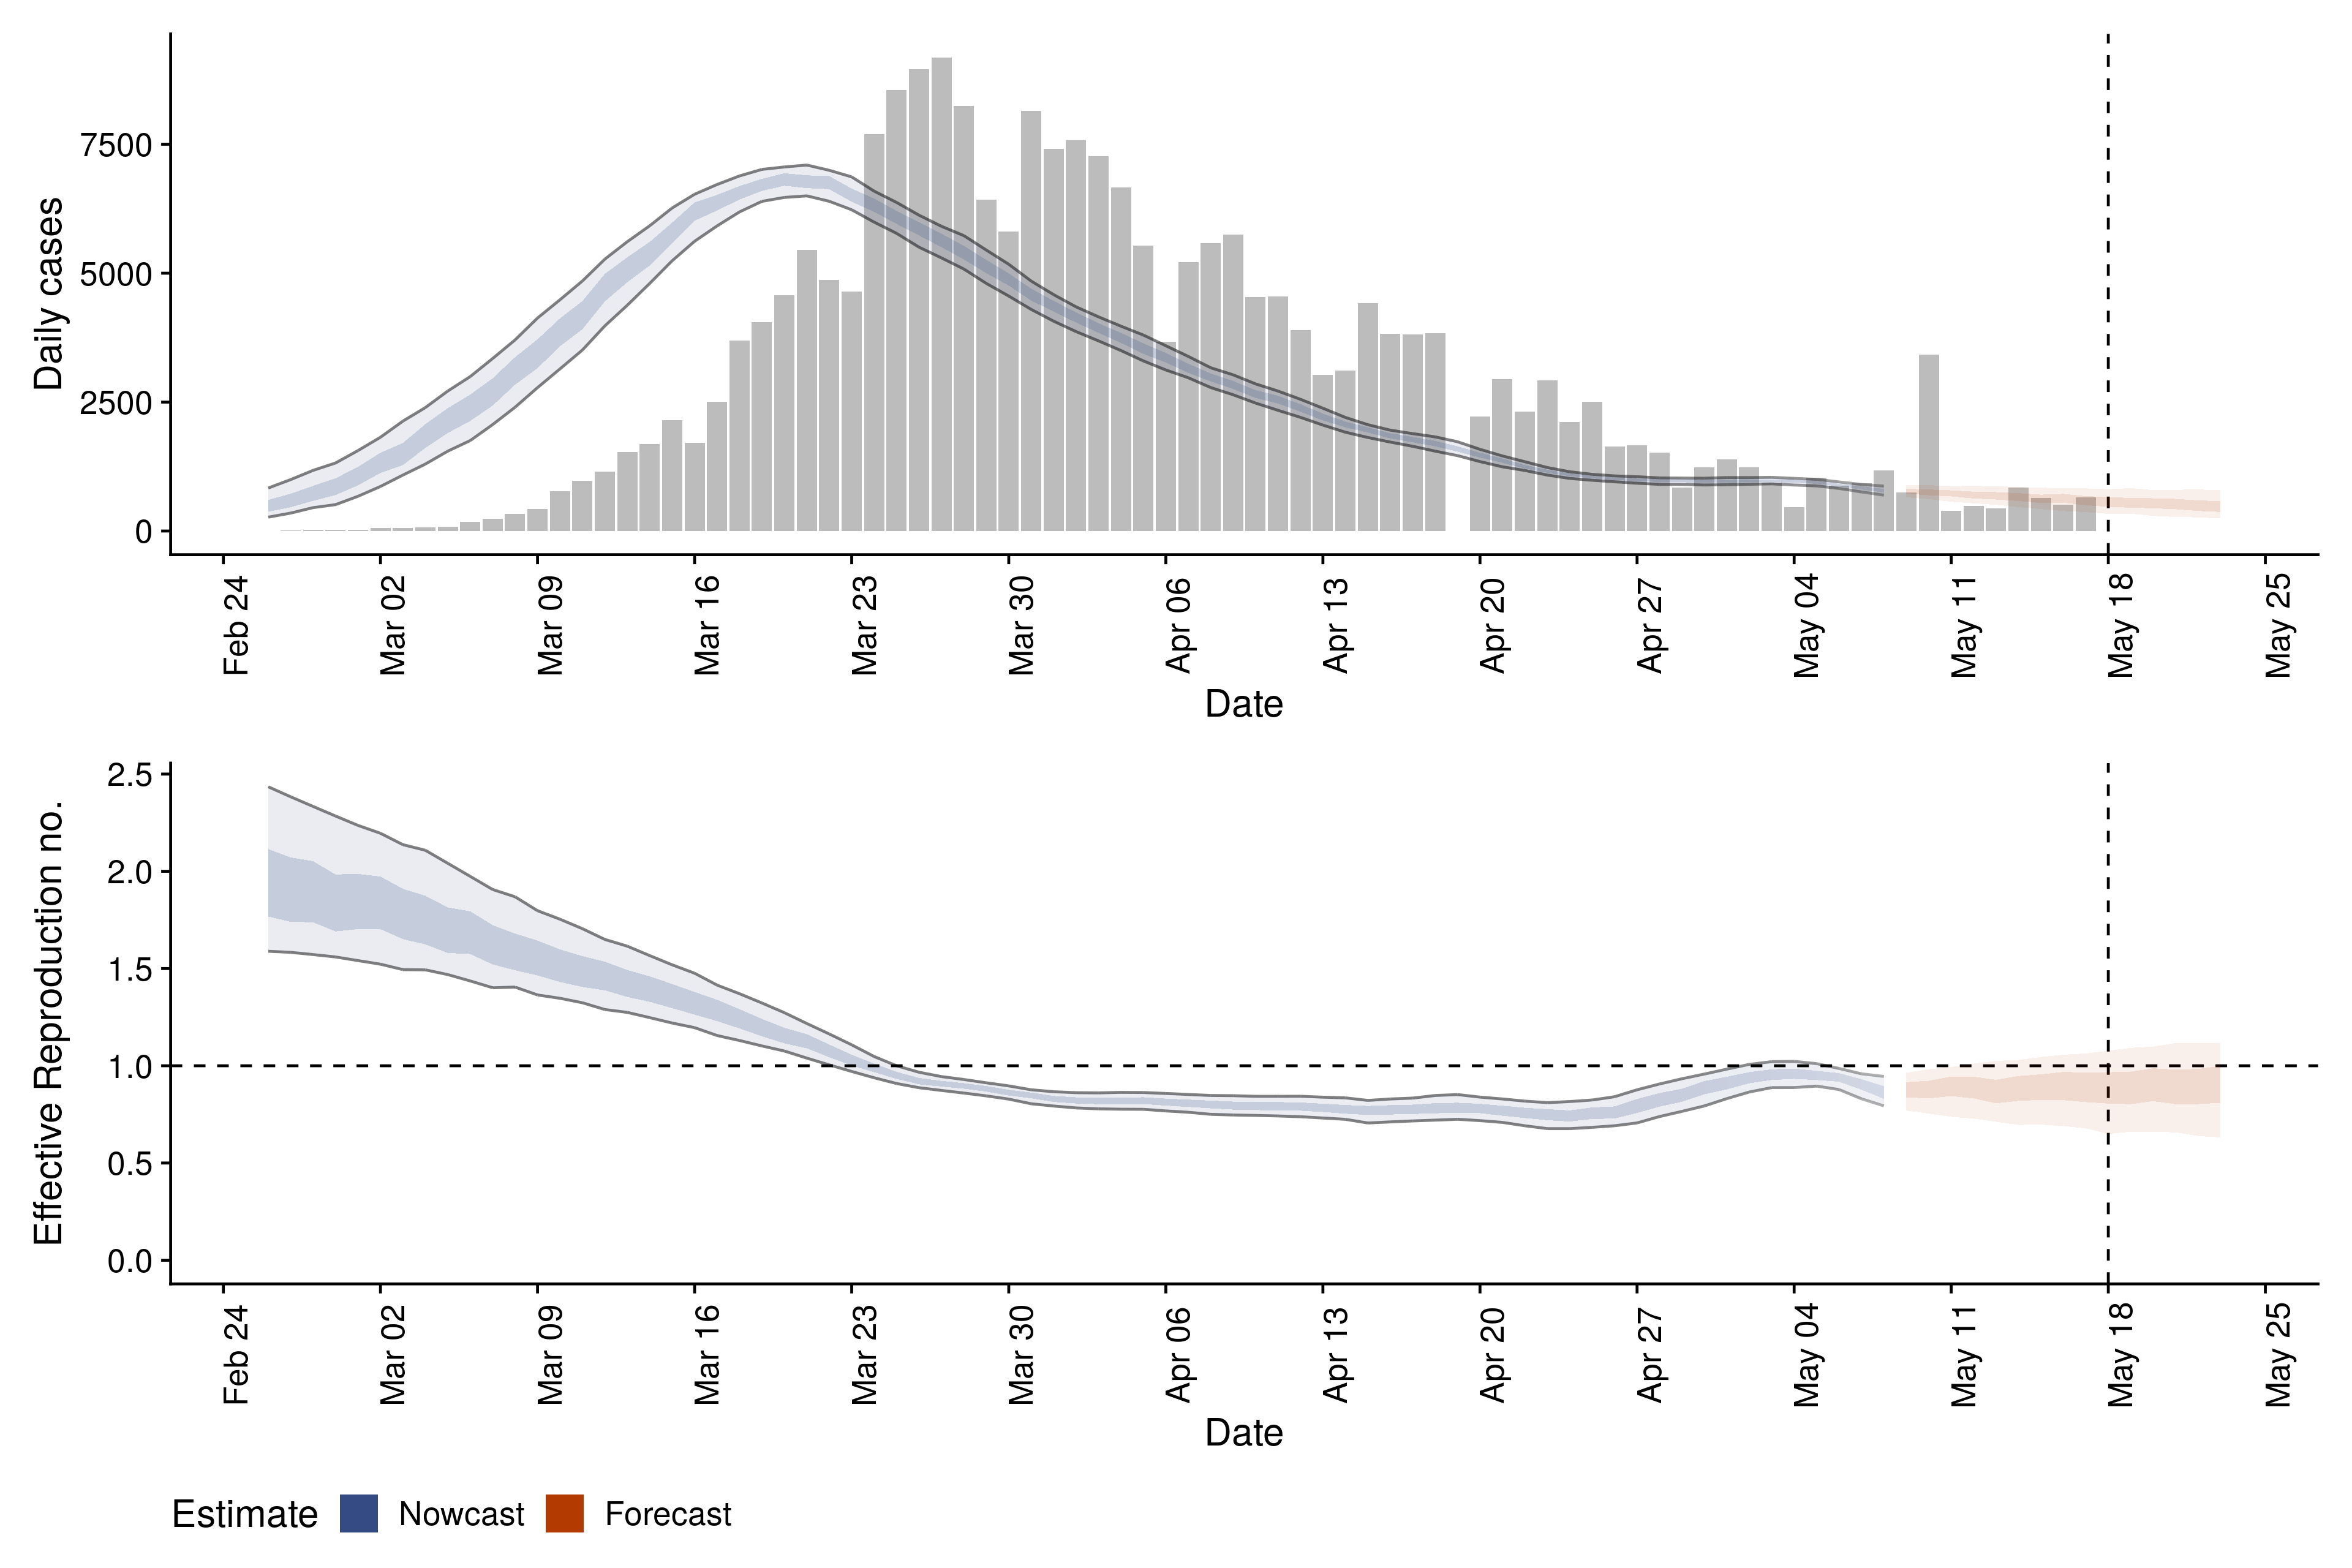 Daily cases
7500
5000
2500
0
Feb 24
Mar 02
Mar 09
Mar 16
Mar 23
Mar 30
Apr 06
Apr 13
Apr 20
Apr 27
May 04
May 11
May 18
May 25
Date
Effective Reproduction no.
2.5
2.0
1.5
1.0
0.5
0.0
Feb 24
Mar 02
Mar 09
Mar 16
Mar 23
Mar 30
Apr 06
Apr 13
Apr 20
Apr 27
May 04
May 11
May 18
May 25
Date
Estimate Nowcast Forecast